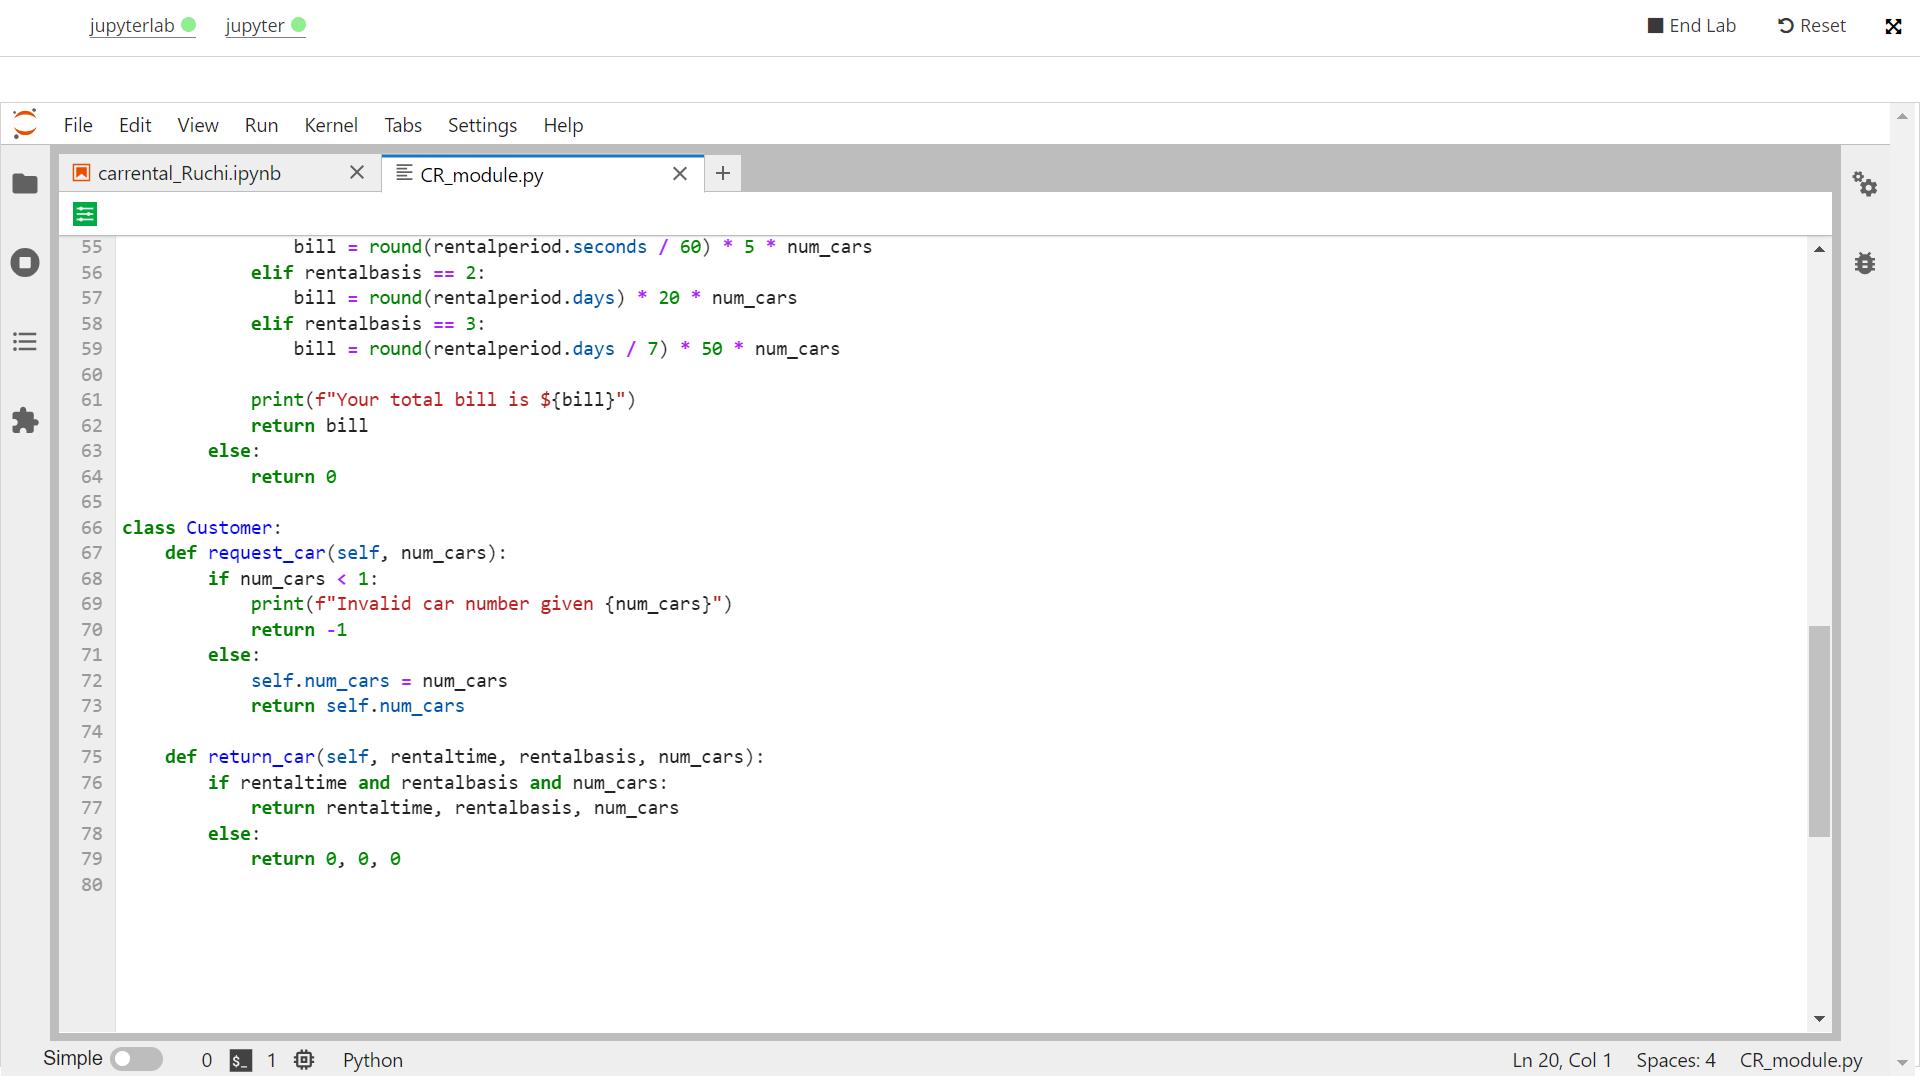 jupyterlab jupyter End Lab Reset
File Edit View Run Kernel Tabs Settings Help
carrental_Ruchi.ipynb CR_module.py
55 bill = round(rentalperiod.seconds / 60) * 5 * num_cars
56 elif rentalbasis == 2:
57 bill = round(rentalperiod.days) * 20 * num_cars
58 elif rentalbasis == 3:
59 bill = round(rentalperiod.days / 7) * 50 * num_cars
60
61 print(f"Your total bill is ${bill}")
62 return bill
63 else:
64 return 0
65
66 class Customer:
67 def request_car(self, num_cars):
68 if num_cars < 1:
69 print(f"Invalid car number given {num_cars}")
70 return -1
71 else:
72 self.num_cars = num_cars
73 return self.num_cars
74
75 def return_car(self, rentaltime, rentalbasis, num_cars):
76 if rentaltime and rentalbasis and num_cars:
77 return rentaltime, rentalbasis, num_cars
78 else:
79 return 0, 0, 0
80
Simple 0 $_ 1 Python Ln 20, Col 1 Spaces: 4 CR_module.py